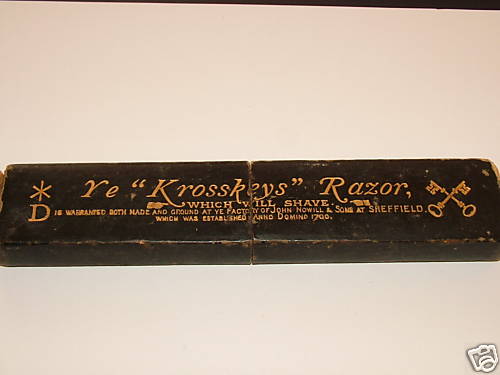 Ye "Krosskeys" Razor,
WHICH WILL SHAVE.
D IS WARRANTED BOTH MADE AND GROUND AT YE FACTORY OF JOHN NOWILL & SONS AT SHEFFIELD.
WHICH WAS ESTABLISHED ANNO DOMINO 1700.